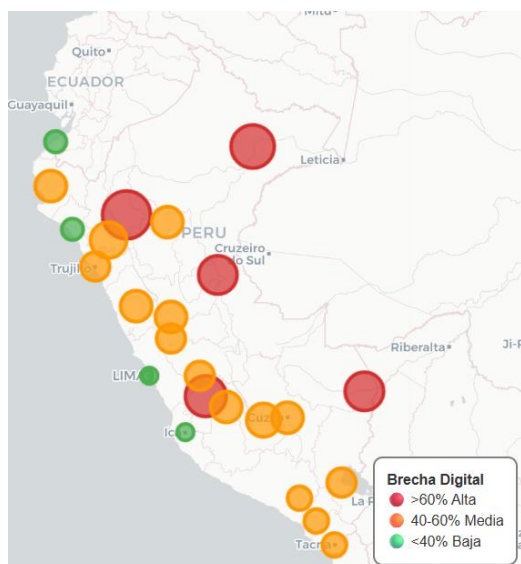 Mitú
Quito
ECUADOR
Guayaquil
Leticia
PERU
Cruzeiro
do Sul
Trujillo
Riberalta
Ji-P
LIMA
Cuzco
Ica
La P
Tacna
Brecha Digital
>60% Alta
40-60% Media
<40% Baja